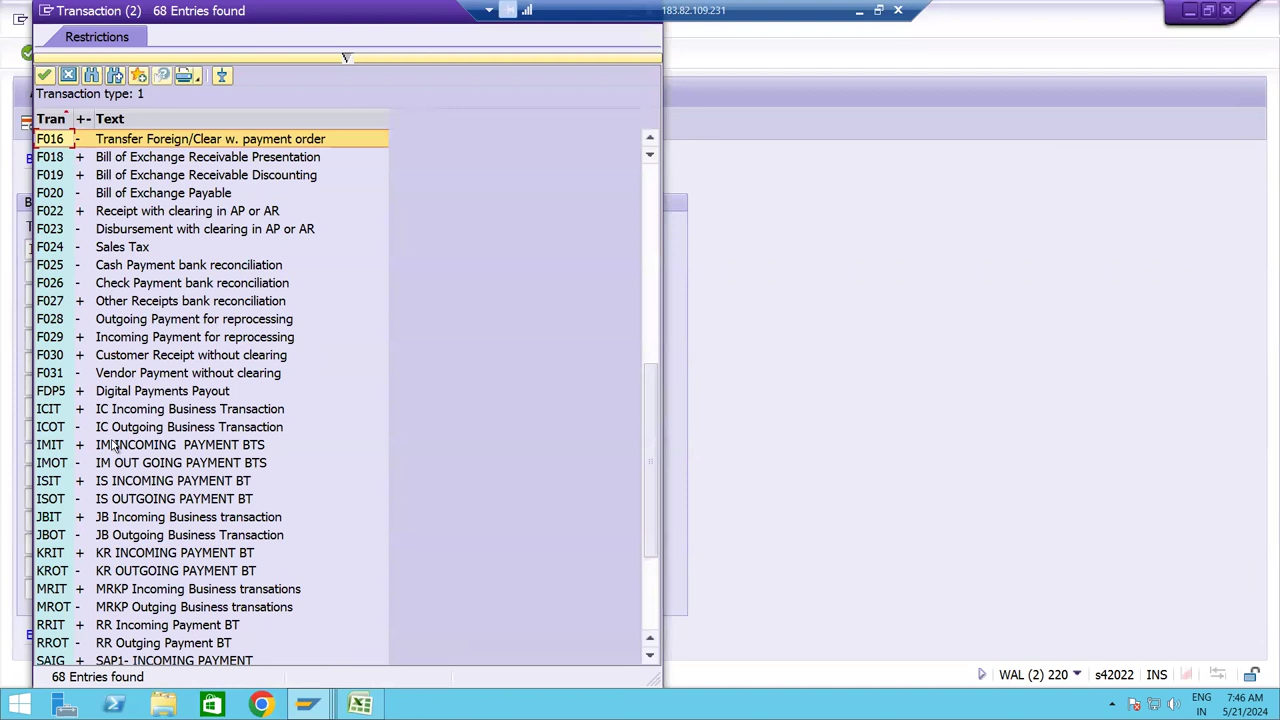 Transaction (2)   68 Entries found
183.82.109.231
Restrictions
Transaction type: 1
Tran +- Text
F016 - Transfer Foreign/Clear w. payment order
F018 + Bill of Exchange Receivable Presentation
F019 + Bill of Exchange Receivable Discounting
F020 - Bill of Exchange Payable
F022 + Receipt with clearing in AP or AR
F023 - Disbursement with clearing in AP or AR
F024 - Sales Tax
F025 - Cash Payment bank reconciliation
F026 - Check Payment bank reconciliation
F027 + Other Receipts bank reconciliation
F028 - Outgoing Payment for reprocessing
F029 + Incoming Payment for reprocessing
F030 + Customer Receipt without clearing
F031 - Vendor Payment without clearing
FDP5 + Digital Payments Payout
ICIT + IC Incoming Business Transaction
ICOT - IC Outgoing Business Transaction
IMIT + IM INCOMING PAYMENT BTS
IMOT - IM OUT GOING PAYMENT BTS
ISIT + IS INCOMING PAYMENT BT
ISOT - IS OUTGOING PAYMENT BT
JBIT + JB Incoming Business transaction
JBOT - JB Outgoing Business Transaction
KRIT + KR INCOMING PAYMENT BT
KROT - KR OUTGOING PAYMENT BT
MRIT + MRKP Incoming Business transations
MROT - MRKP Outging Business transations
RRIT + RR Incoming Payment BT
RROT - RR Outging Payment BT
SAIG + SAP1- INCOMING PAYMENT
68 Entries found
WAL (2) 220 s42022 INS
ENG 7:46 AM
IN 5/21/2024